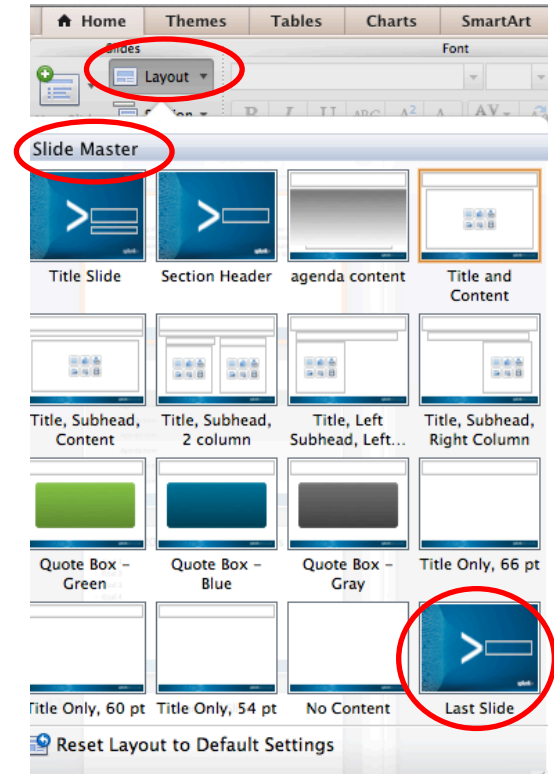 Home Themes Tables Charts SmartArt
Slides Font
Layout
B I U ABC A2 A AV
Slide Master
Title Slide Section Header agenda content Title and
Content
Title, Subhead, Title, Subhead, Title, Left Title, Subhead,
Content 2 column Subhead, Left... Right Column
Quote Box – Quote Box – Quote Box – Title Only, 66 pt
Green Blue Gray
Title Only, 60 pt Title Only, 54 pt No Content Last Slide
Reset Layout to Default Settings